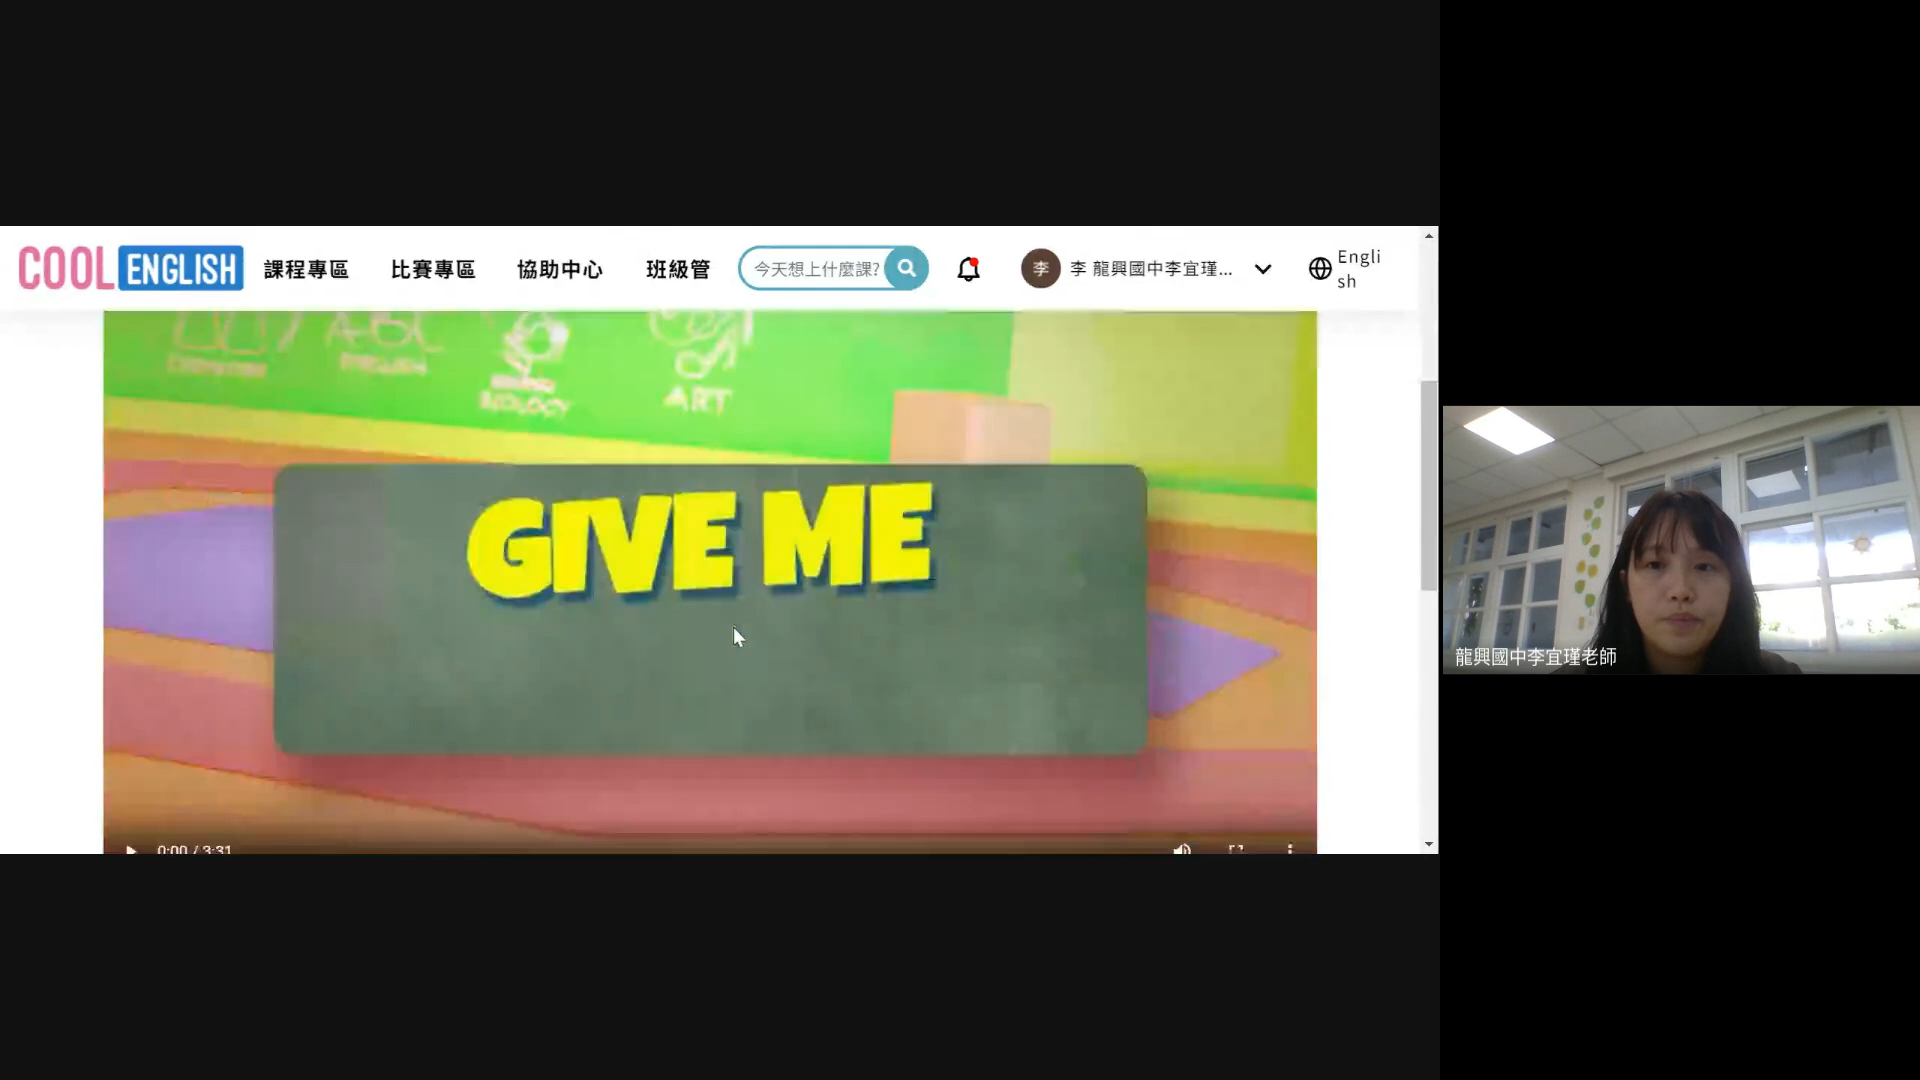 COOL ENGLISH 課程專區 比賽專區 協助中心 班級管 今天想上什麼課? 李 李 龍興國中李宜瑾... Engli
sh
ENGLISH
BIOLOGY
ART
GIVE ME
0:00 / 3:31
龍興國中李宜瑾老師